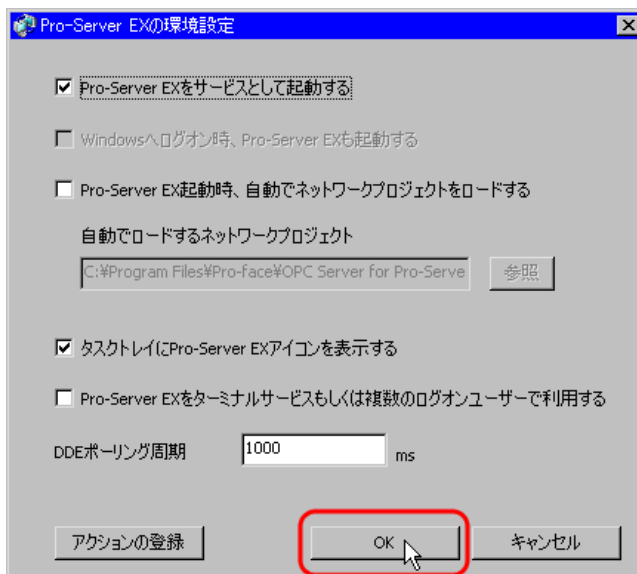 Pro-Server EXの環境設定
Pro-Server EXをサービスとして起動する
Windowsへログオン時、Pro-Server EXも起動する
Pro-Server EX起動時、自動でネットワークプロジェクトをロードする
自動でロードするネットワークプロジェクト
C:¥Program Files¥Pro-face¥OPC Server for Pro-Serve
参照
タスクトレイにPro-Server EXアイコンを表示する
Pro-Server EXをターミナルサービスもしくは複数のログオンユーザーで利用する
DDEポーリング周期 1000 ms
アクションの登録 OK キャンセル